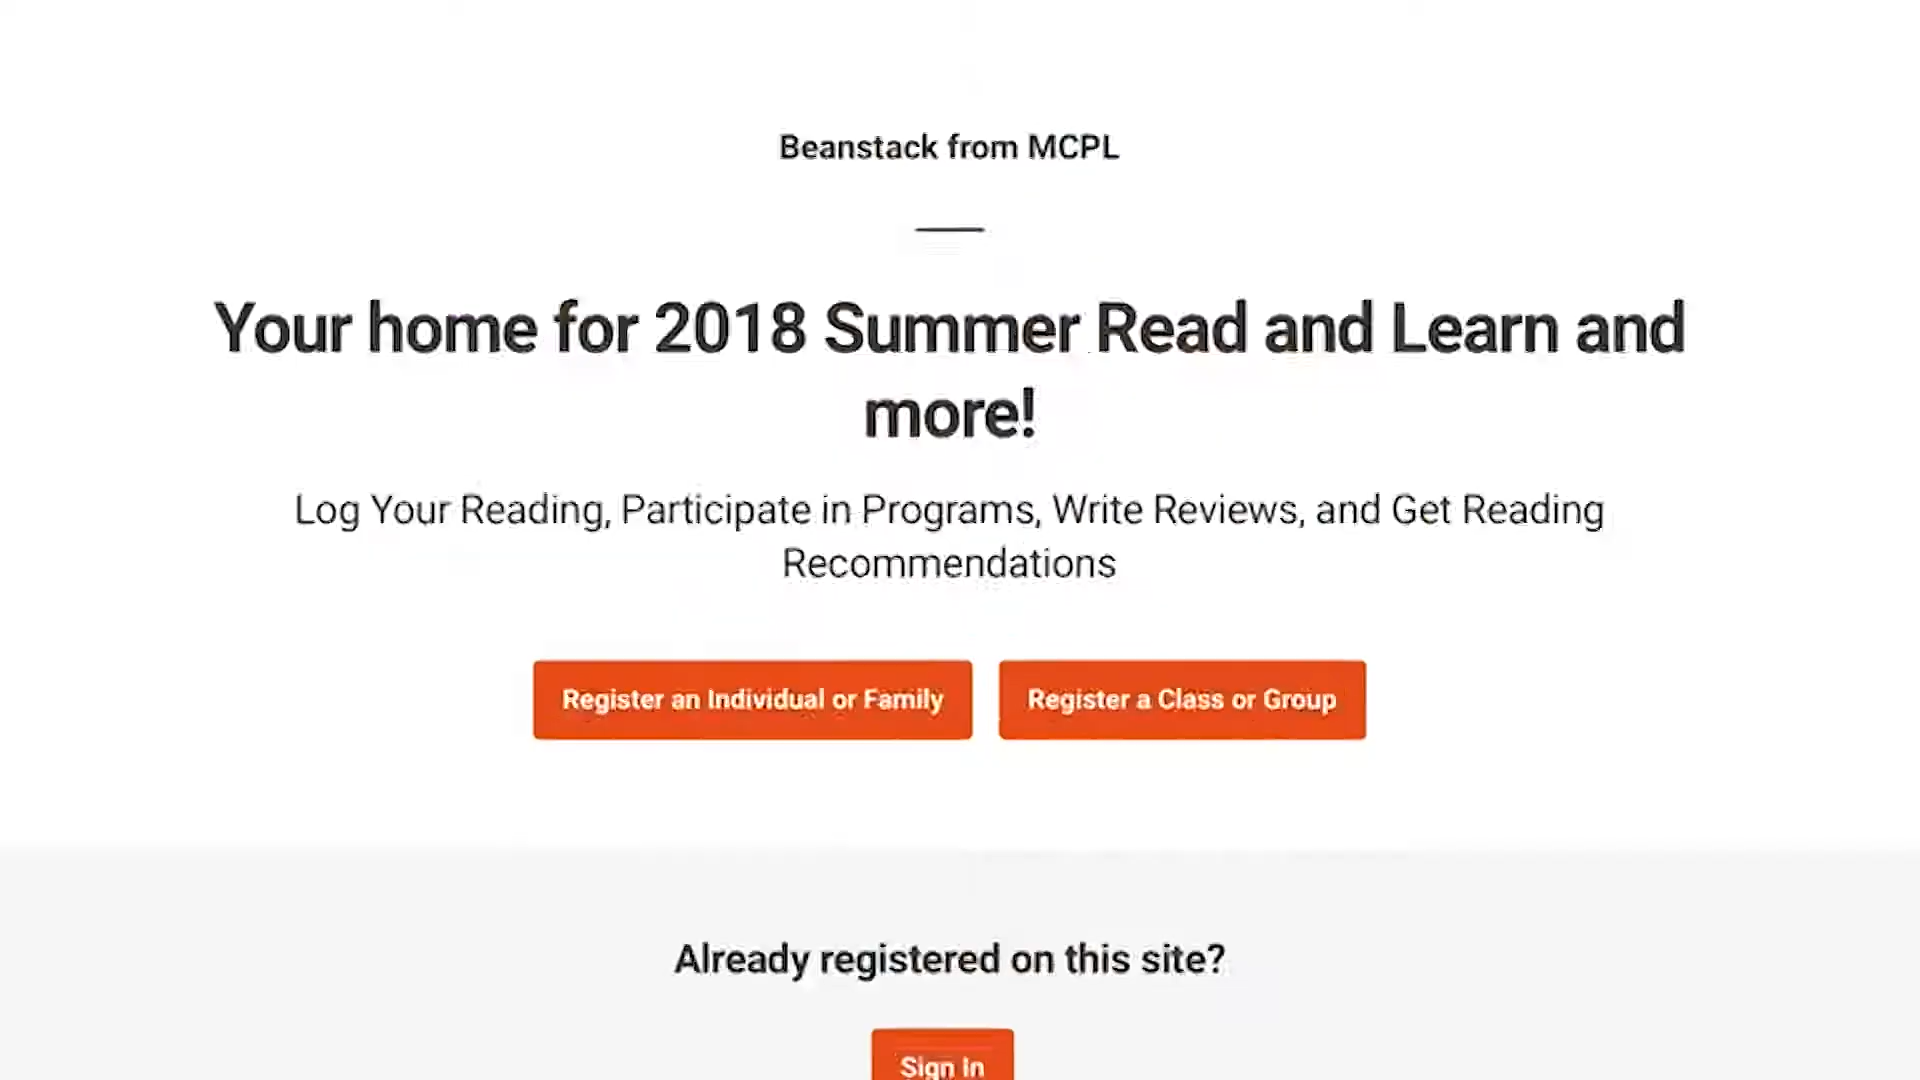 Beanstack from MCPL
Your home for 2018 Summer Read and Learn and
more!
Log Your Reading, Participate in Programs, Write Reviews, and Get Reading
Recommendations
Register an Individual or Family
Register a Class or Group
Already registered on this site?
Sign In